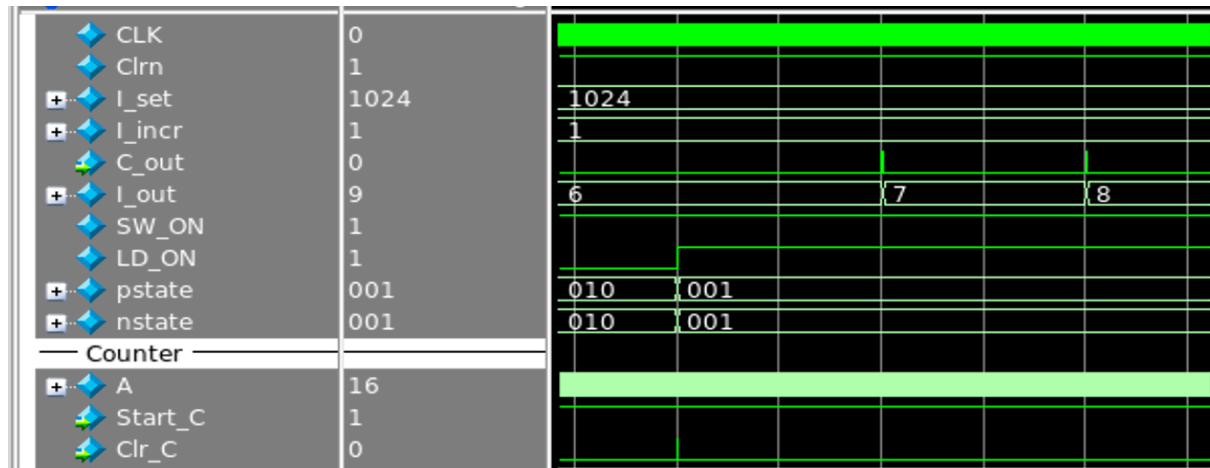 CLK 0
Clrn 1
I_set 1024 1024
I_incr 1 1
C_out 0
I_out 9 6 7 8
SW_ON 1
LD_ON 1
pstate 001 010 001
nstate 001 010 001
Counter
A 16
Start_C 1
Clr_C 0